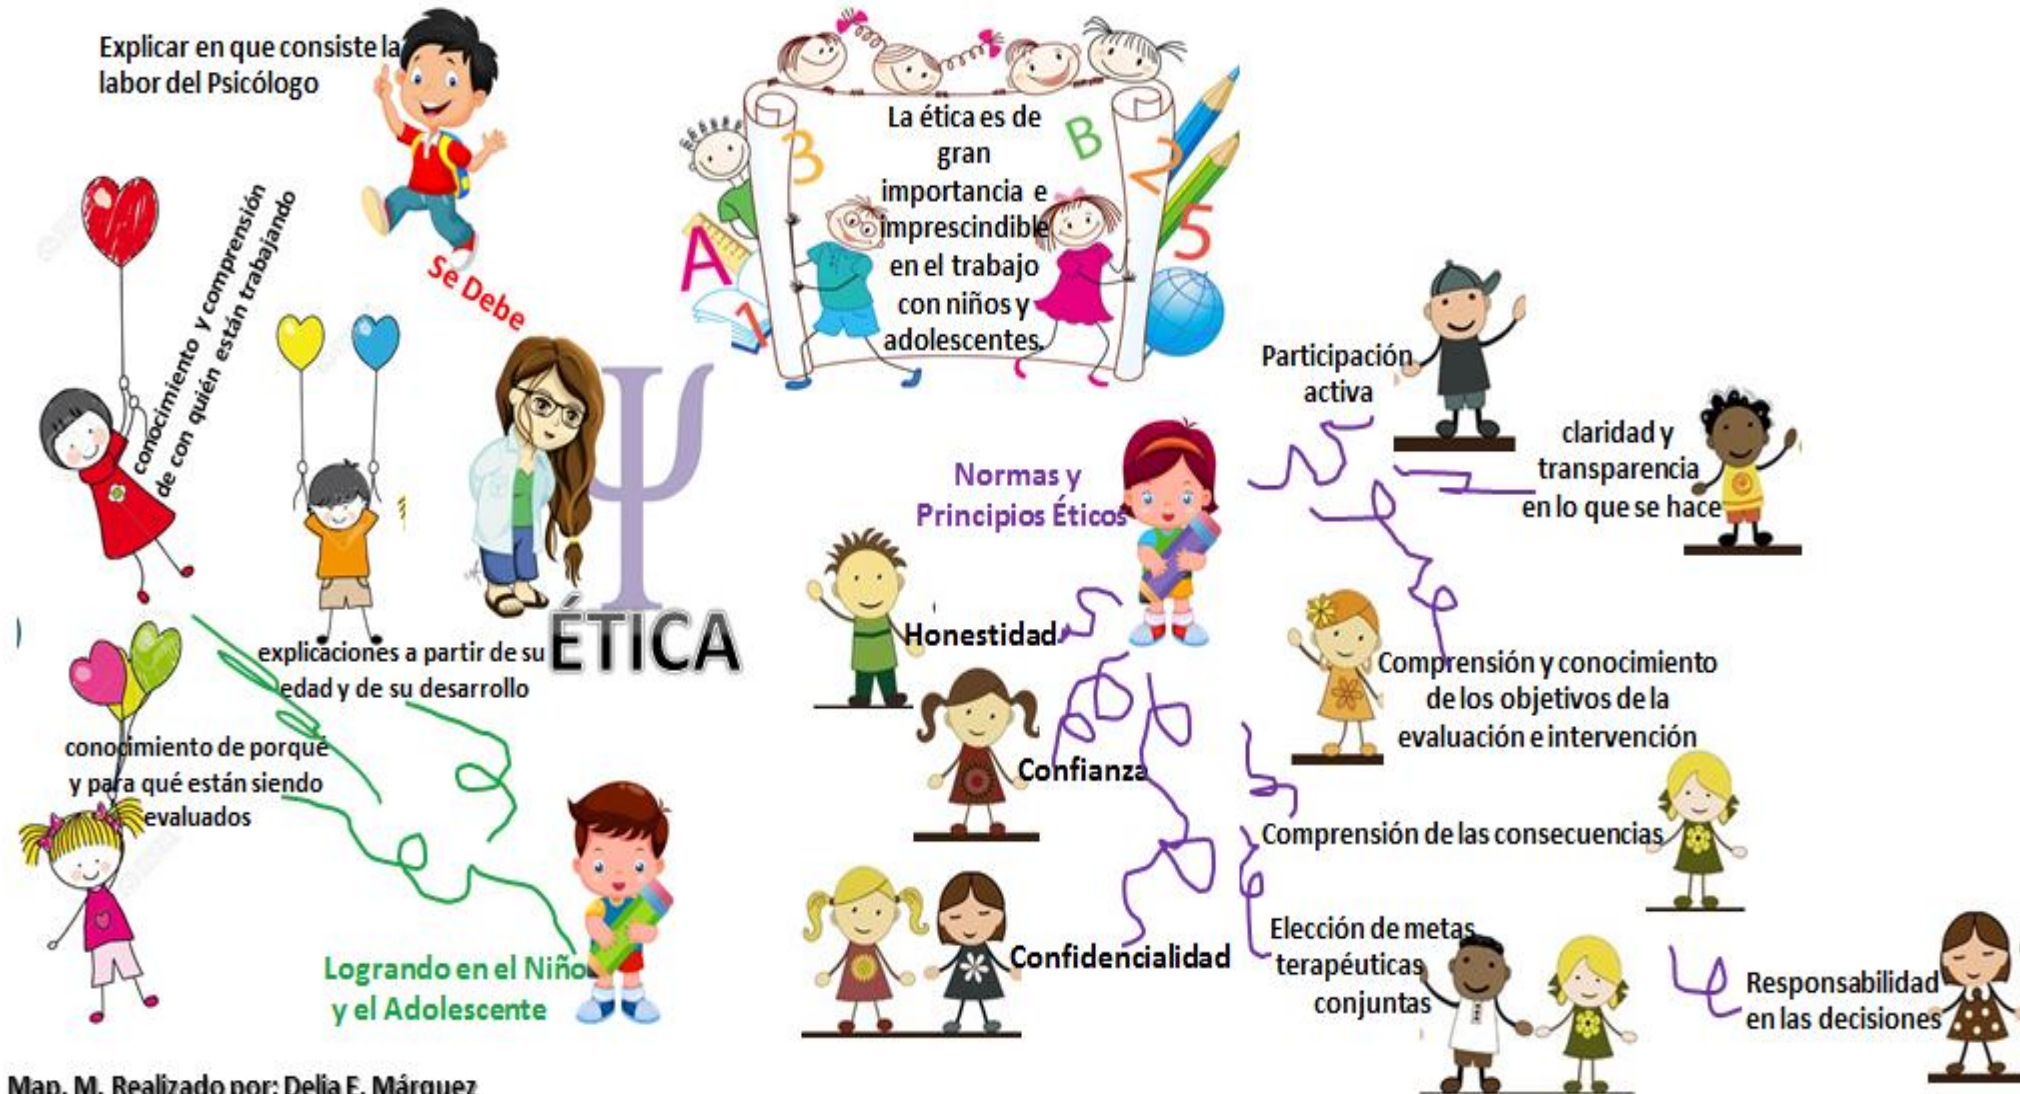 Explicar en que consiste la
labor del Psicólogo
Se Debe
conocimiento y comprensión
de con quién están trabajando
explicaciones a partir de su
edad y de su desarrollo
conocimiento de porqué
y para qué están siendo
evaluados
Logrando en el Niño
y el Adolescente
Ψ
ÉTICA
La ética es de
gran
importancia e
imprescindible
en el trabajo
con niños y
adolescentes.
3
B
2
A
5
1
Normas y
Principios Éticos
Honestidad
Confianza
Confidencialidad
Participación
activa
claridad y
transparencia
en lo que se hace
Comprensión y conocimiento
de los objetivos de la
evaluación e intervención
Comprensión de las consecuencias
Elección de metas
terapéuticas
conjuntas
Responsabilidad
en las decisiones
Map. M. Realizado por: Delia E. Márquez